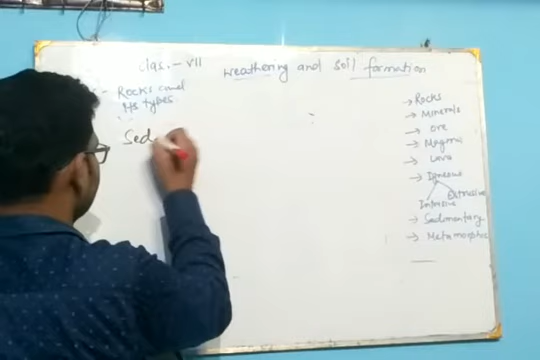 Clas.- VII
weathering and soil formation
- Rocks and
its types
Sed
→ Rocks
→ Minerals
→ Ore
→ Magma
→ Lava
→ Igneous
Extrusive
Intrusive
→ Sedimentary
→ Metamorphic